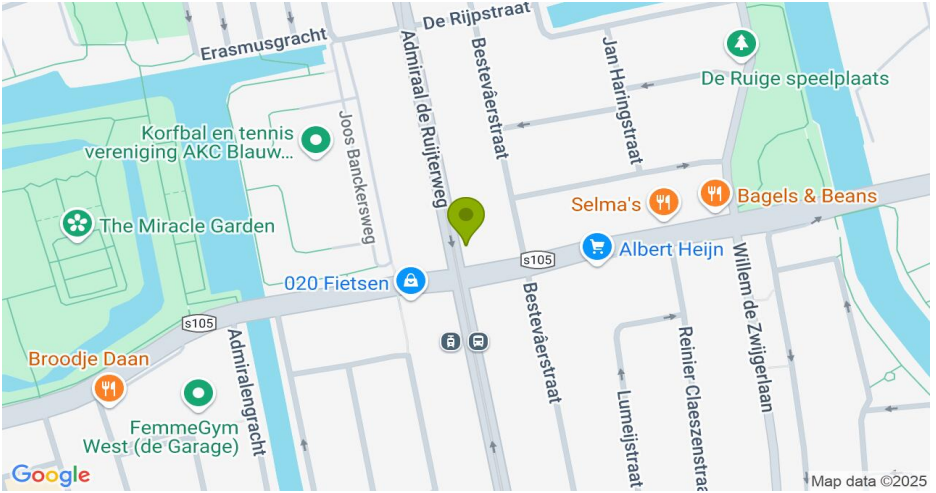 De Rijpstraat
Erasmusgracht
Admiraal de Ruijterweg
Bestevâerstraat
Jan Haringstraat
De Ruige speelplaats
Korfbal en tennis
vereniging AKC Blauw...
Joos Banckersweg
The Miracle Garden
Selma's
Bagels & Beans
Albert Heijn
s105
020 Fietsen
s105
Broodje Daan
Admiralengracht
Bestevâerstraat
Willem de Zwijgerlaan
Reinier Claeszenstraa
Lumeijstraat
FemmeGym
West (de Garage)
Google
Map data ©2025